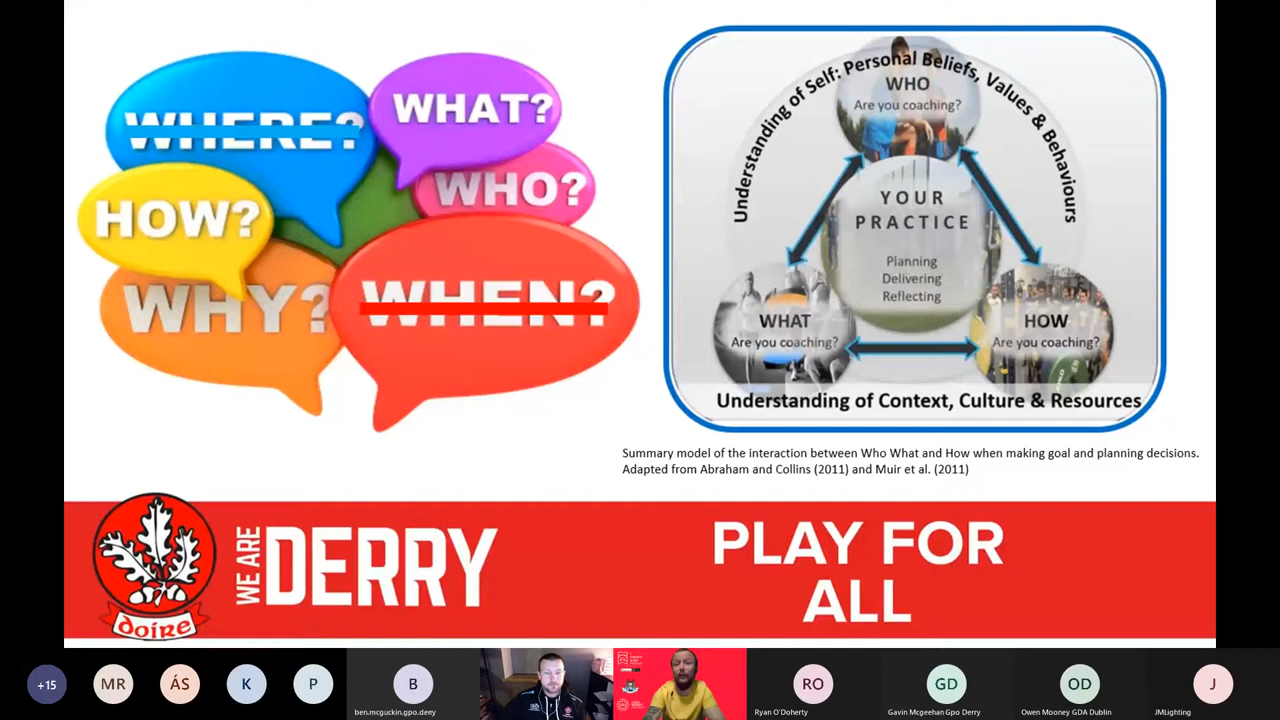 WHERE?
WHAT?
HOW?
WHO?
WHY?
WHEN?
Understanding of Self: Personal Beliefs, Values & Behaviours
WHO
Are you coaching?
YOUR
PRACTICE
Planning
Delivering
Reflecting
WHAT
Are you coaching?
HOW
Are you coaching?
Understanding of Context, Culture & Resources
Summary model of the interaction between Who What and How when making goal and planning decisions.
Adapted from Abraham and Collins (2011) and Muir et al. (2011)
doire
WE ARE
DERRY
PLAY FOR
ALL
+15
MR
ÁS
K
P
B
ben.mcguckin.gpo.derry
RO
Ryan O'Doherty
GD
Gavin Mcgeehan Gpo Derry
OD
Owen Mooney GDA Dublin
J
JMLighting